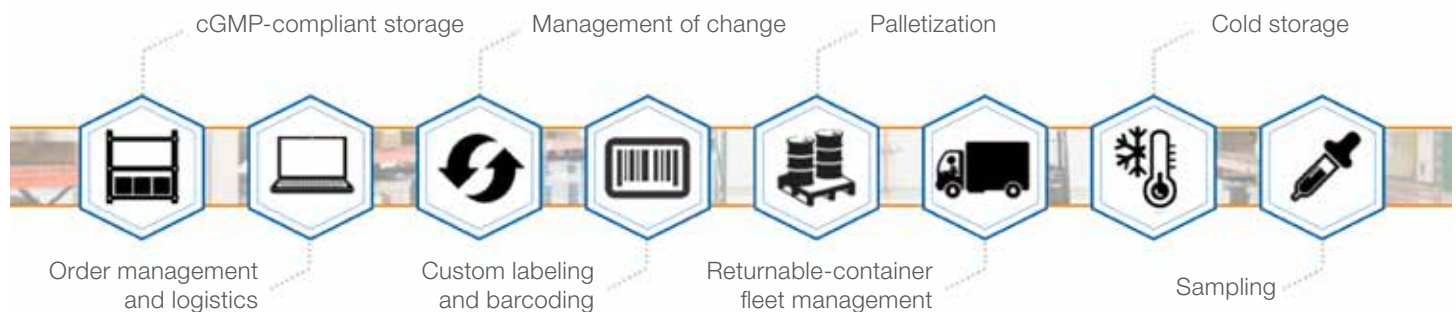 cGMP-compliant storage
Management of change
Palletization
Cold storage
Order management
and logistics
Custom labeling
and barcoding
Returnable-container
fleet management
Sampling